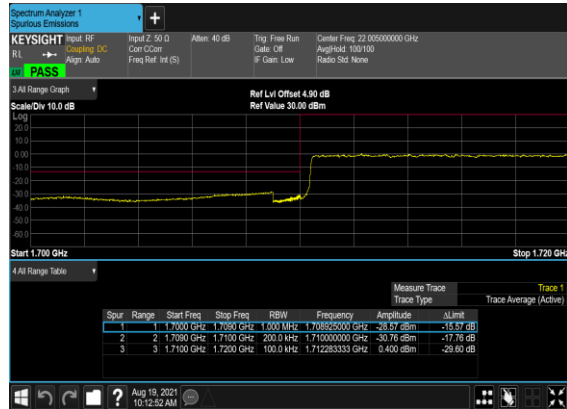 Spectrum Analyzer 1
Spurious Emissions
+
KEYSIGHT Input: RF Input Z: 50 Ω Atten: 40 dB Trig: Free Run Center Freq: 22.005000000 GHz
RL Coupling: DC Corr CCorr Gate: Off Avg|Hold: 100/100
Align: Auto Freq Ref: Int (S) IF Gain: Low Radio Std: None
PASS
3 All Range Graph
Ref Lvl Offset 4.90 dB
Scale/Div 10.0 dB Ref Value 30.00 dBm
Log
20.0
10.0
0.00
-10.0
-20.0
-30.0
-40.0
-50.0
-60.0
Start 1.700 GHz Stop 1.720 GHz
4 All Range Table
Measure Trace Trace 1
Trace Type Trace Average (Active)
Spur Range Start Freq Stop Freq RBW Frequency Amplitude ΔLimit
1 1 1.7000 GHz 1.7090 GHz 1.000 MHz 1.708925000 GHz -28.57 dBm -15.57 dB
2 2 1.7090 GHz 1.7100 GHz 200.0 kHz 1.710000000 GHz -30.76 dBm -17.76 dB
3 3 1.7100 GHz 1.7200 GHz 100.0 kHz 1.712283333 GHz 0.400 dBm -29.60 dB
? Aug 19, 2021
10:12:52 AM